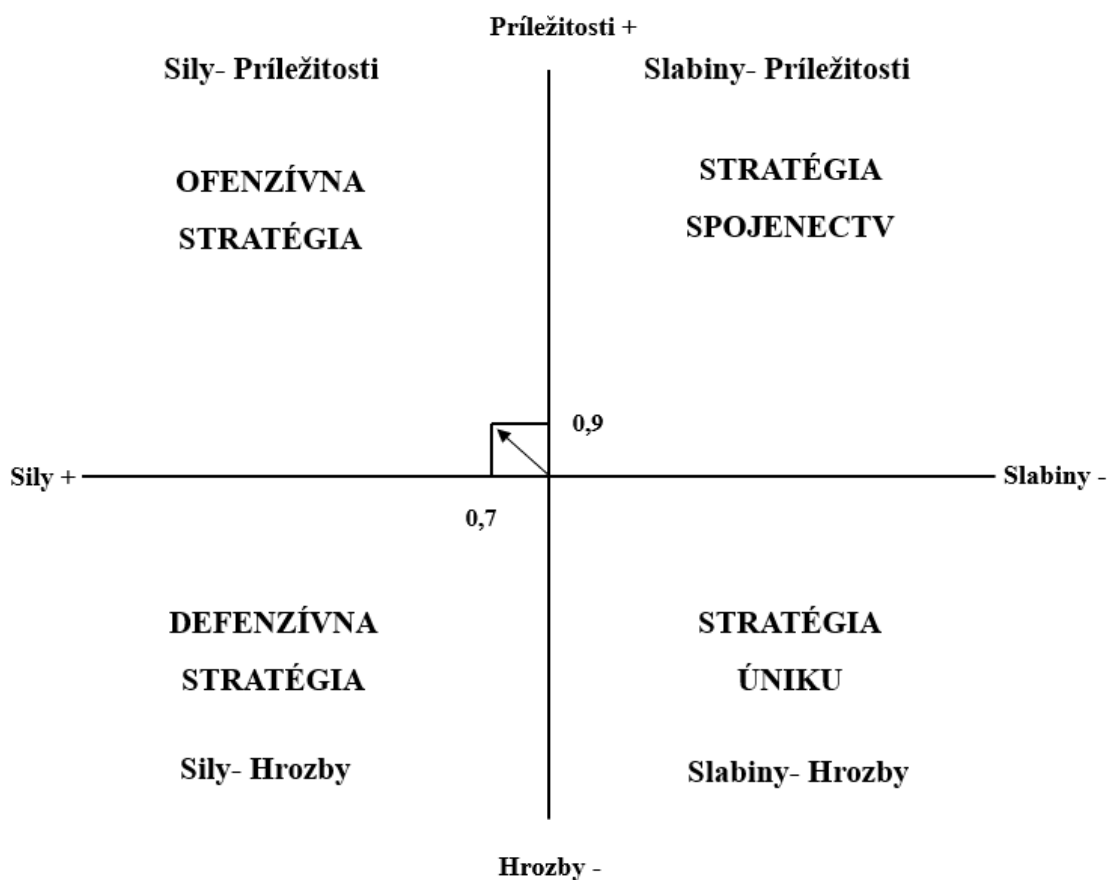 Príležitosti +
Sily- Príležitosti
Slabiny- Príležitosti
OFENZÍVNA
STRATÉGIA
STRATÉGIA
SPOJENECTV
0,9
Sily +
Slabiny -
0,7
DEFENZÍVNA
STRATÉGIA
STRATÉGIA
ÚNIKU
Sily- Hrozby
Slabiny- Hrozby
Hrozby -